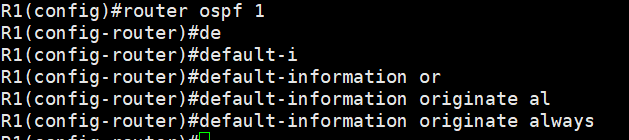 R1(config)#router ospf 1
R1(config-router)#de
R1(config-router)#default-i
R1(config-router)#default-information or
R1(config-router)#default-information originate al
R1(config-router)#default-information originate always
R1(config-router)#